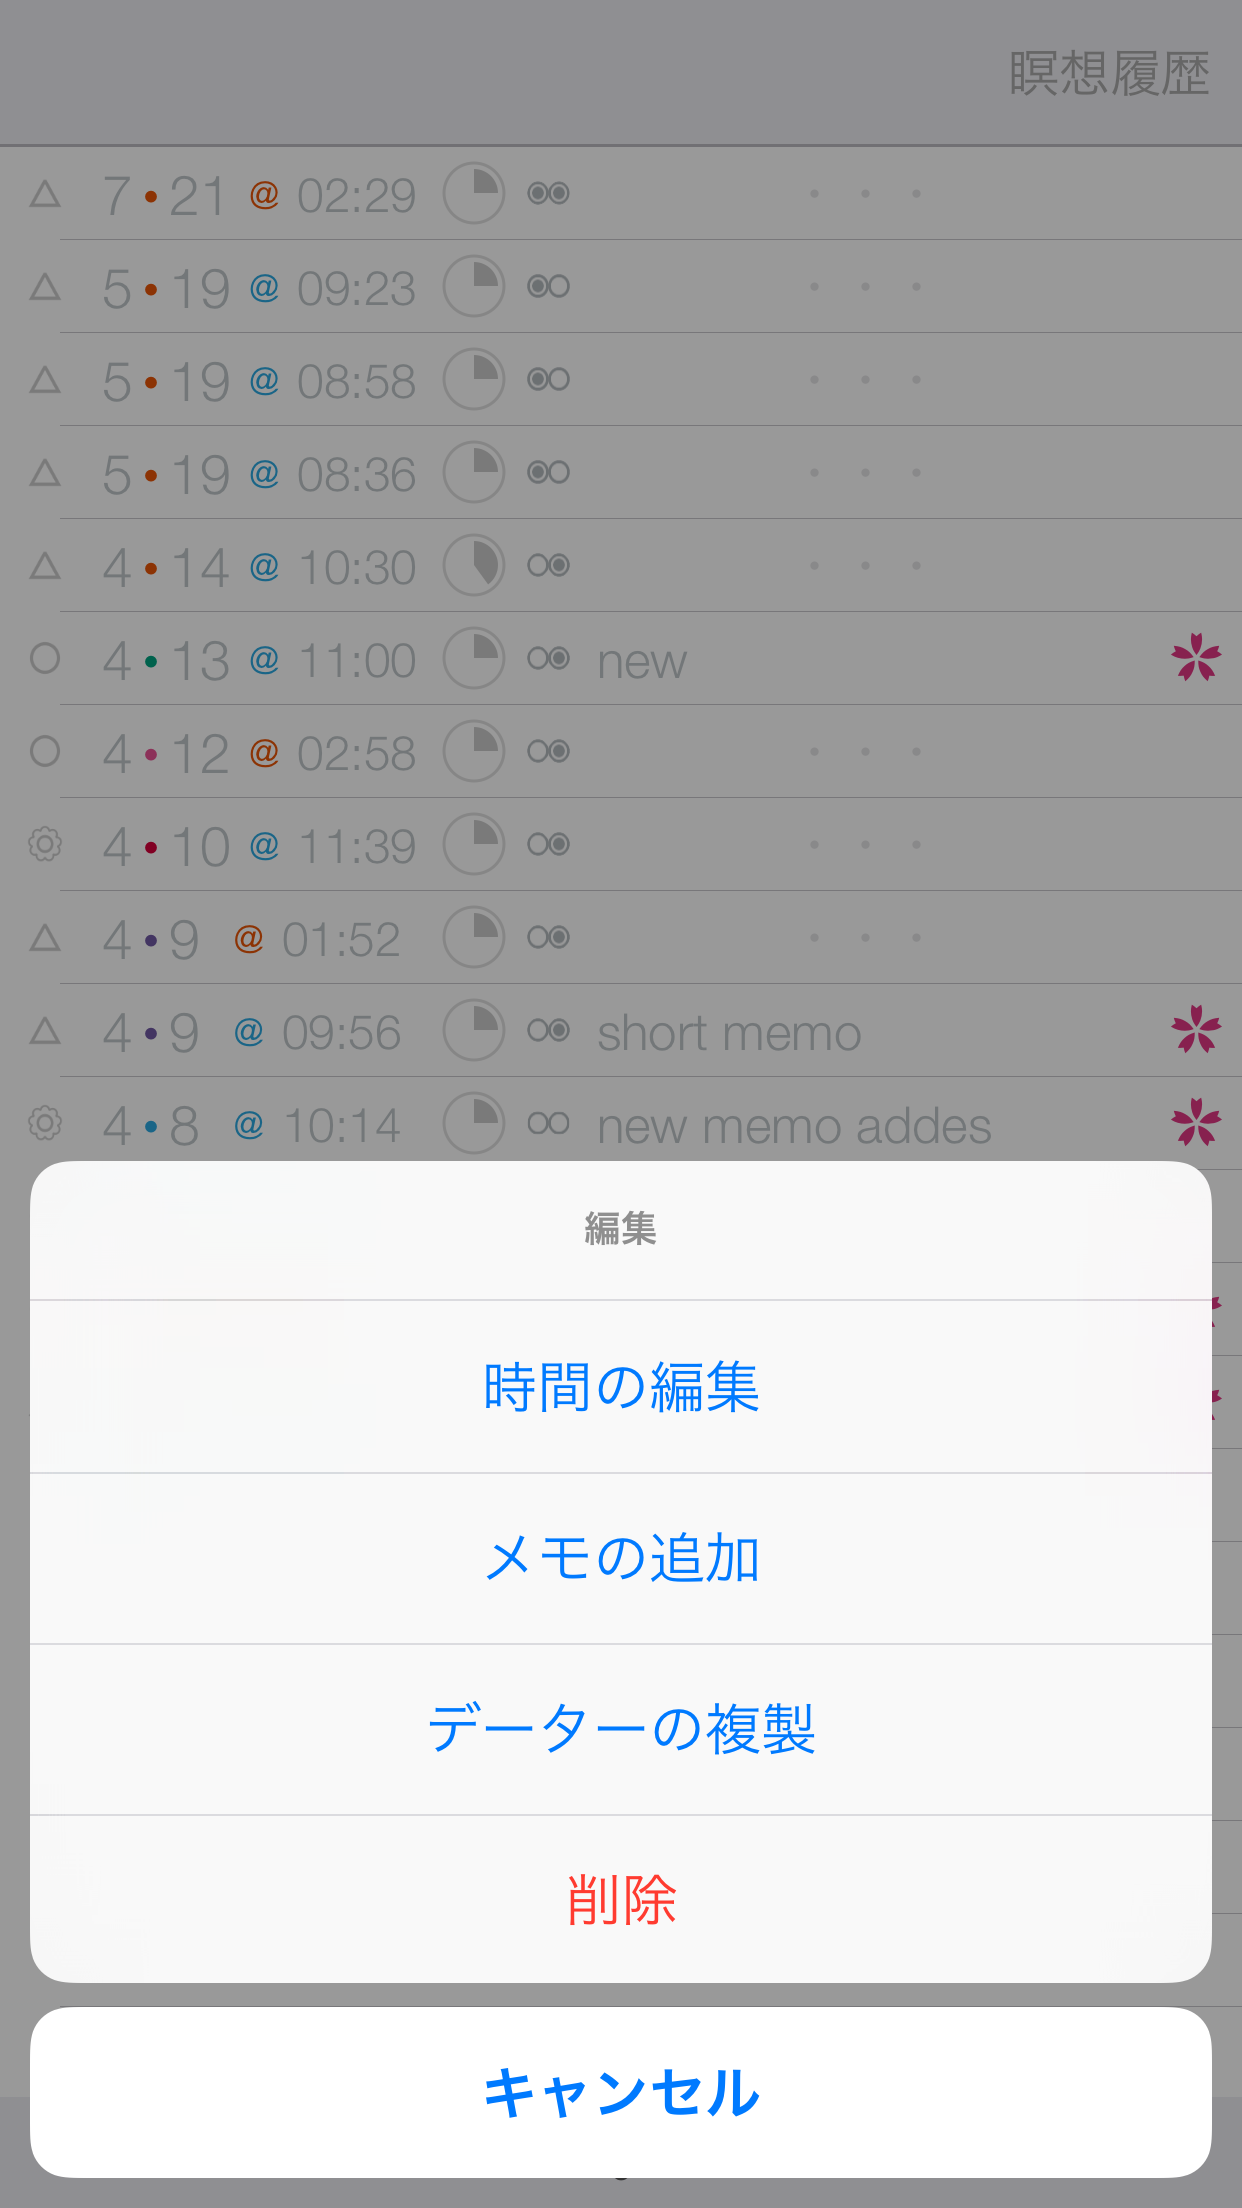 瞑想履歴
7•21 @ 02:29
5•19 @ 09:23
5•19 @ 08:58
5•19 @ 08:36
4•14 @ 10:30
4•13 @ 11:00 new
4•12 @ 02:58
4•10 @ 11:39
4•9 @ 01:52
4•9 @ 09:56 short memo
4•8 @ 10:14 new memo addes
編集
時間の編集
メモの追加
データーの複製
削除
キャンセル